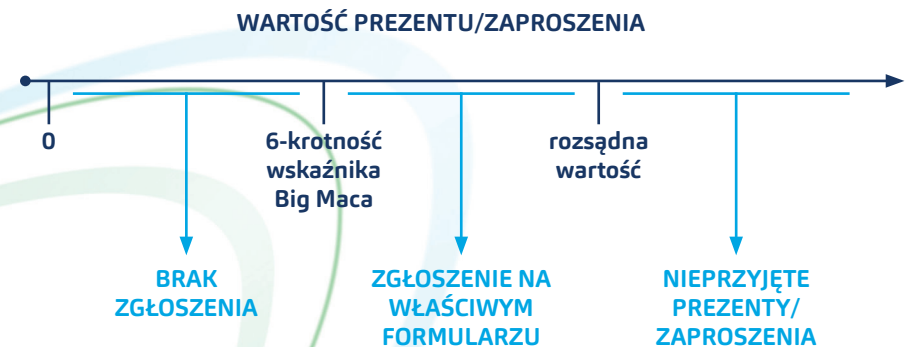 WARTOŚĆ PREZENTU/ZAPROSZENIA
0
6-krotność
wskaźnika
Big Maca
rozsądna
wartość
BRAK
ZGŁOSZENIA
ZGŁOSZENIE NA
WŁAŚCIWYM
FORMULARZU
NIEPRZYJĘTE
PREZENTY/
ZAPROSZENIA